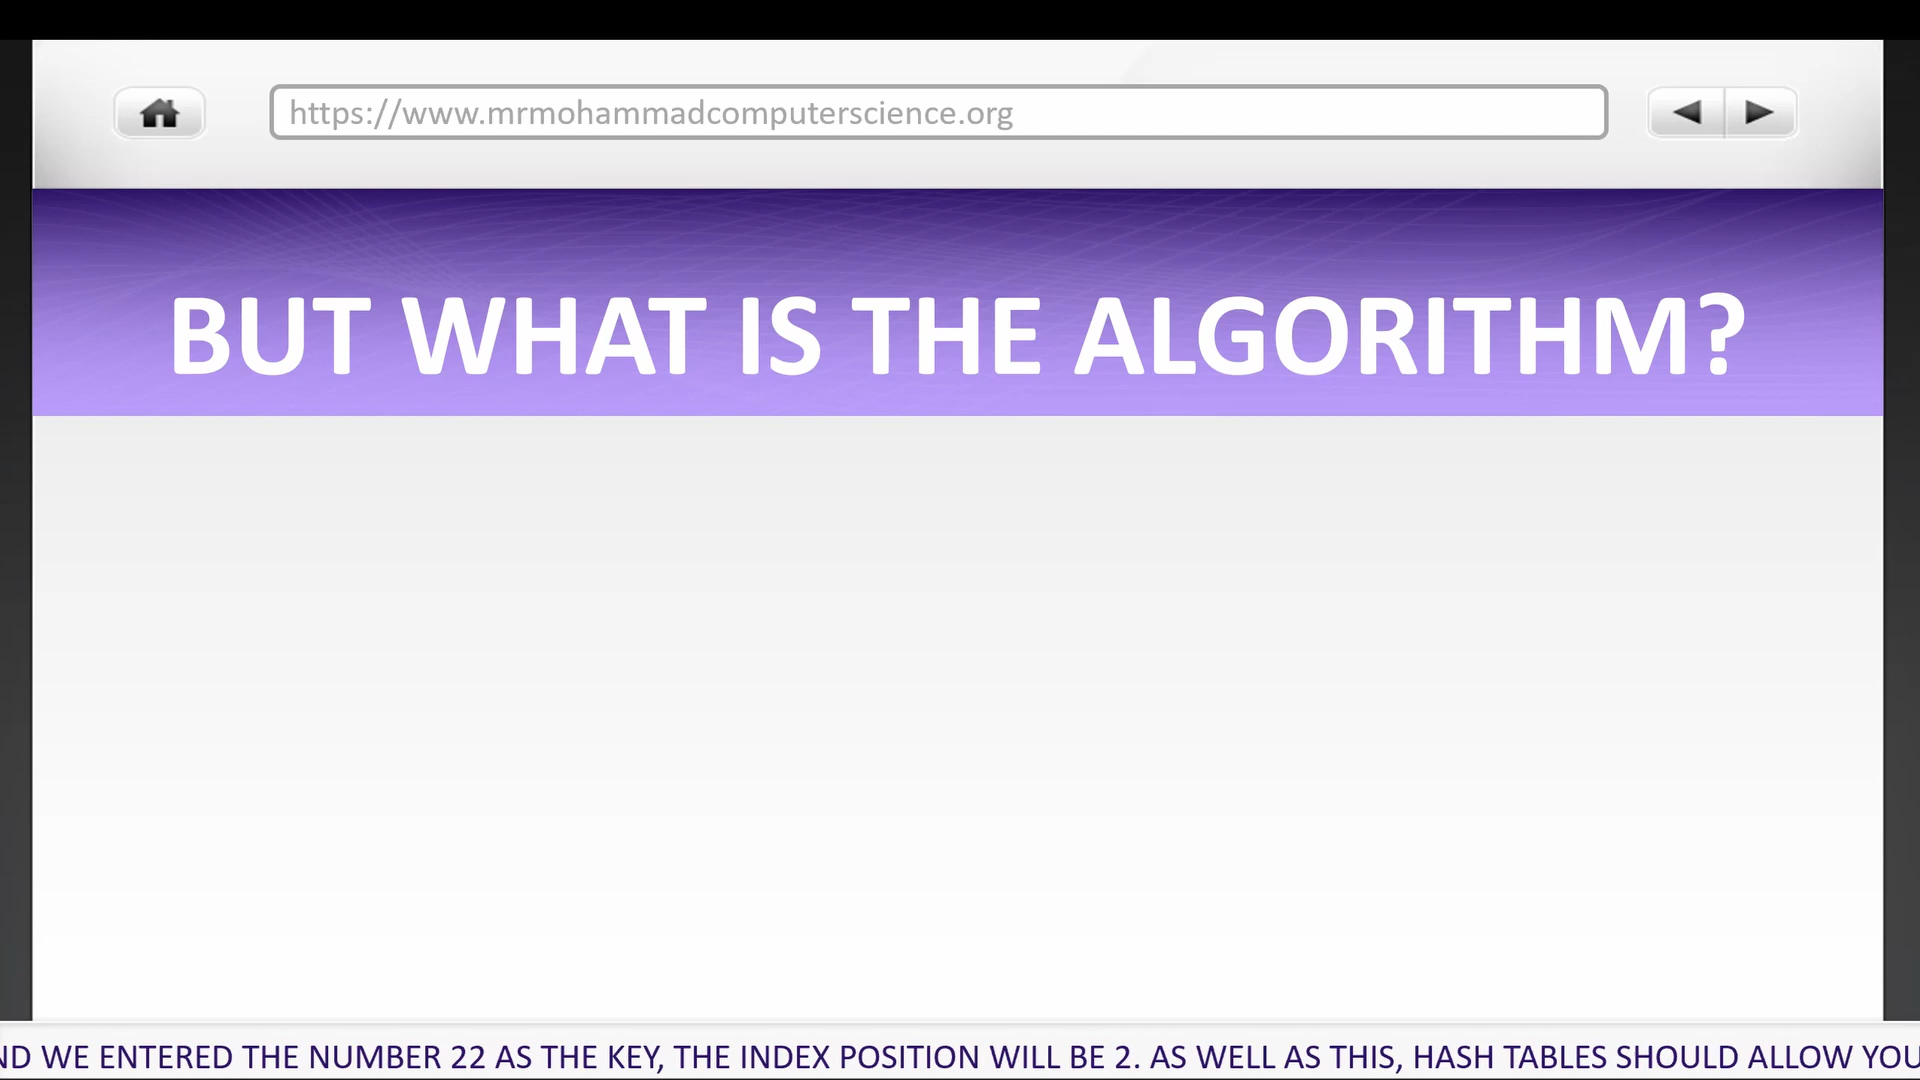 https://www.mrmohammadcomputerscience.org
BUT WHAT IS THE ALGORITHM?
WE ENTERED THE NUMBER 22 AS THE KEY, THE INDEX POSITION WILL BE 2. AS WELL AS THIS, HASH TABLES SHOULD ALLOW YOU